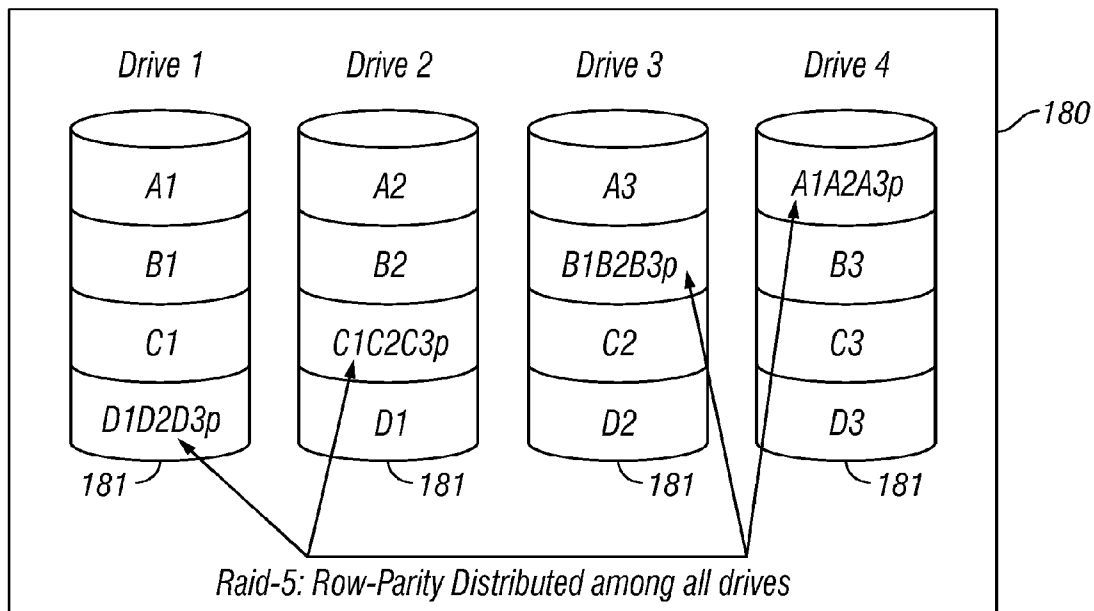 Drive 1 Drive 2 Drive 3 Drive 4
180
A1 A2 A3 A1A2A3p
B1 B2 B1B2B3p B3
C1 C1C2C3p C2 C3
D1D2D3p D1 D2 D3
181 181 181 181
Raid-5: Row-Parity Distributed among all drives